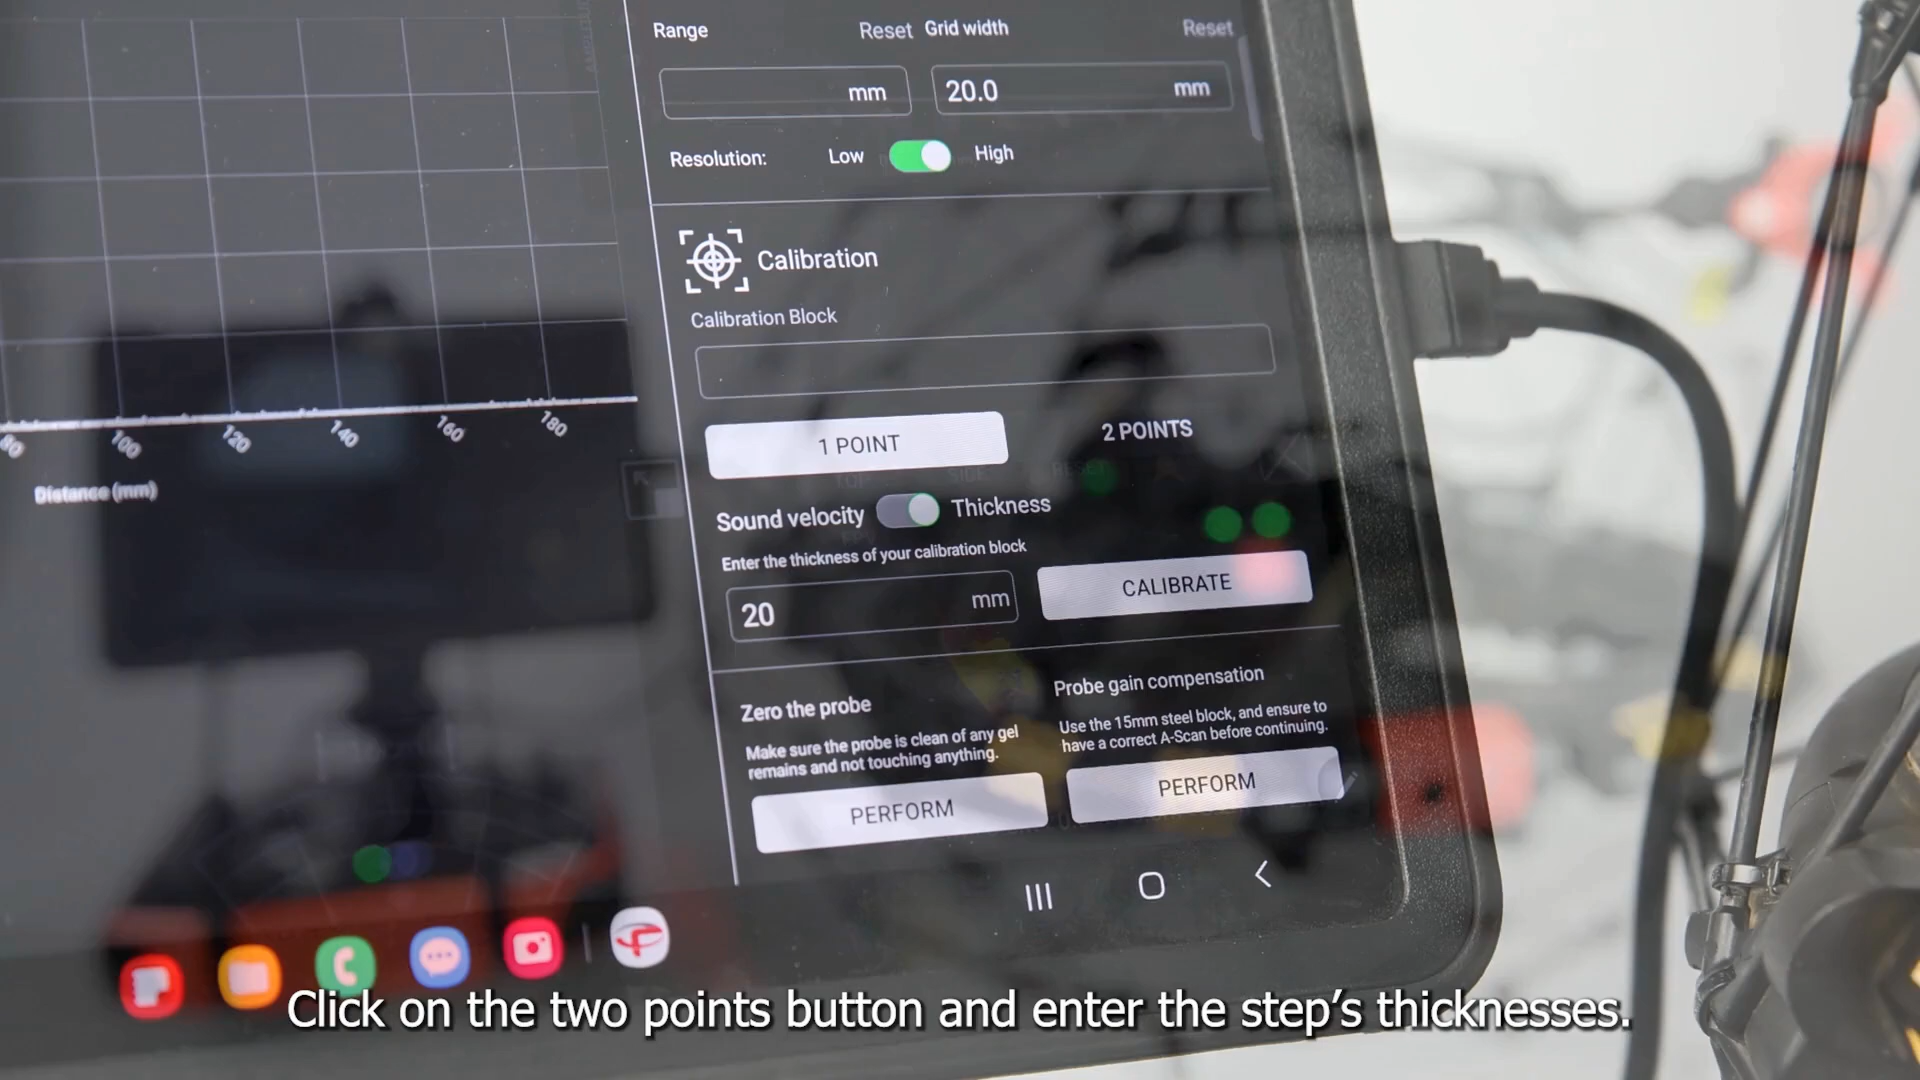 Range Reset Grid width Reset
mm 20.0 mm
Resolution: Low High
Calibration
Calibration Block
1 POINT 2 POINTS
Sound velocity Thickness
Enter the thickness of your calibration block
20 mm CALIBRATE
Zero the probe
Make sure the probe is clean of any gel
remains and not touching anything.
PERFORM
Probe gain compensation
Use the 15mm steel block, and ensure to
have a correct A-Scan before continuing.
PERFORM
80 100 120 140 160 180
Distance (mm)
Click on the two points button and enter the step's thicknesses.